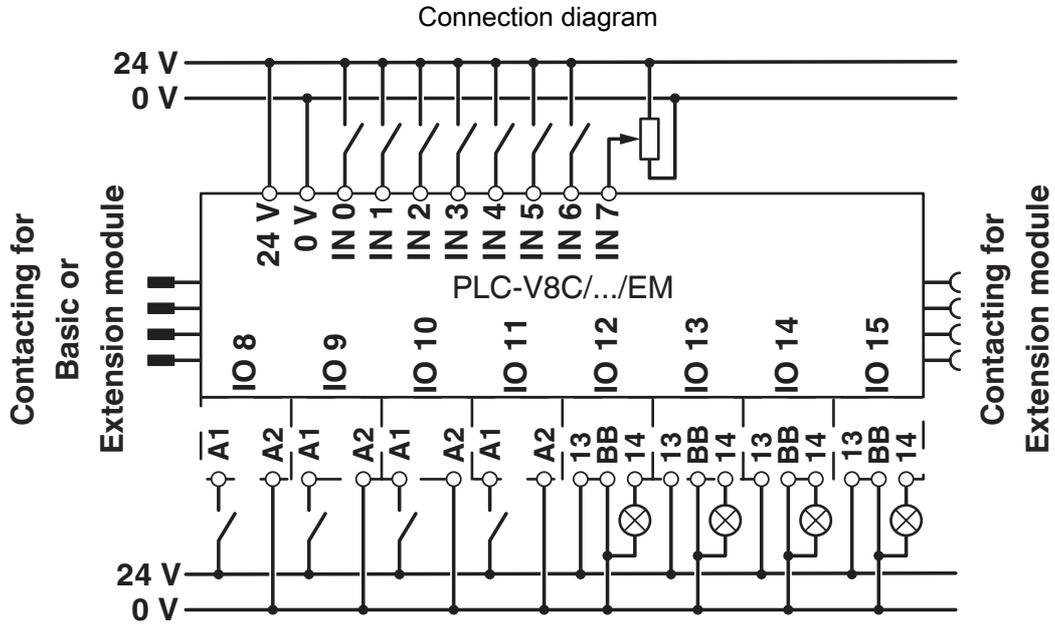 Connection diagram
24 V
0 V
24 V
0 V
IN 0
IN 1
IN 2
IN 3
IN 4
IN 5
IN 6
IN 7
Contacting for
Basic or
Extension module
PLC-V8C/.../EM
Contacting for
Extension module
IO 8
IO 9
IO 10
IO 11
IO 12
IO 13
IO 14
IO 15
A1
A2
A1
A2
A1
A2
A1
A2
13
BB
14
13
BB
14
13
BB
14
13
BB
14
24 V
0 V